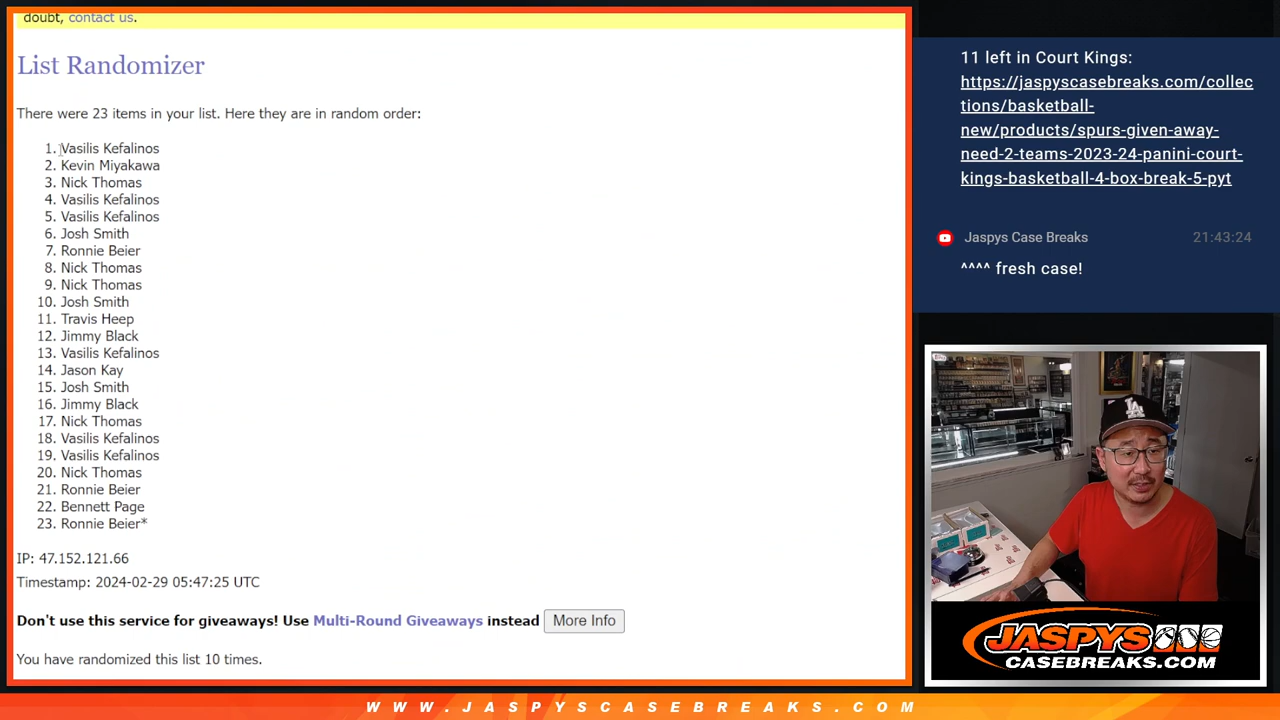 doubt, contact us.
List Randomizer
There were 23 items in your list. Here they are in random order:
1. Vasilis Kefalinos
2. Kevin Miyakawa
3. Nick Thomas
4. Vasilis Kefalinos
5. Vasilis Kefalinos
6. Josh Smith
7. Ronnie Beier
8. Nick Thomas
9. Nick Thomas
10. Josh Smith
11. Travis Heep
12. Jimmy Black
13. Vasilis Kefalinos
14. Jason Kay
15. Josh Smith
16. Jimmy Black
17. Nick Thomas
18. Vasilis Kefalinos
19. Vasilis Kefalinos
20. Nick Thomas
21. Ronnie Beier
22. Bennett Page
23. Ronnie Beier*
IP: 47.152.121.66
Timestamp: 2024-02-29 05:47:25 UTC
Don't use this service for giveaways! Use Multi-Round Giveaways instead More Info
You have randomized this list 10 times.
11 left in Court Kings:
https://jaspyscasebreaks.com/collec
tions/basketball-
new/products/spurs-given-away-
need-2-teams-2023-24-panini-court-
kings-basketball-4-box-break-5-pyt
Jaspys Case Breaks 21:43:24
^^^^ fresh case!
LA
JASPYS
CASEBREAKS.COM
WWW.JASPYSCASEBREAKS.COM